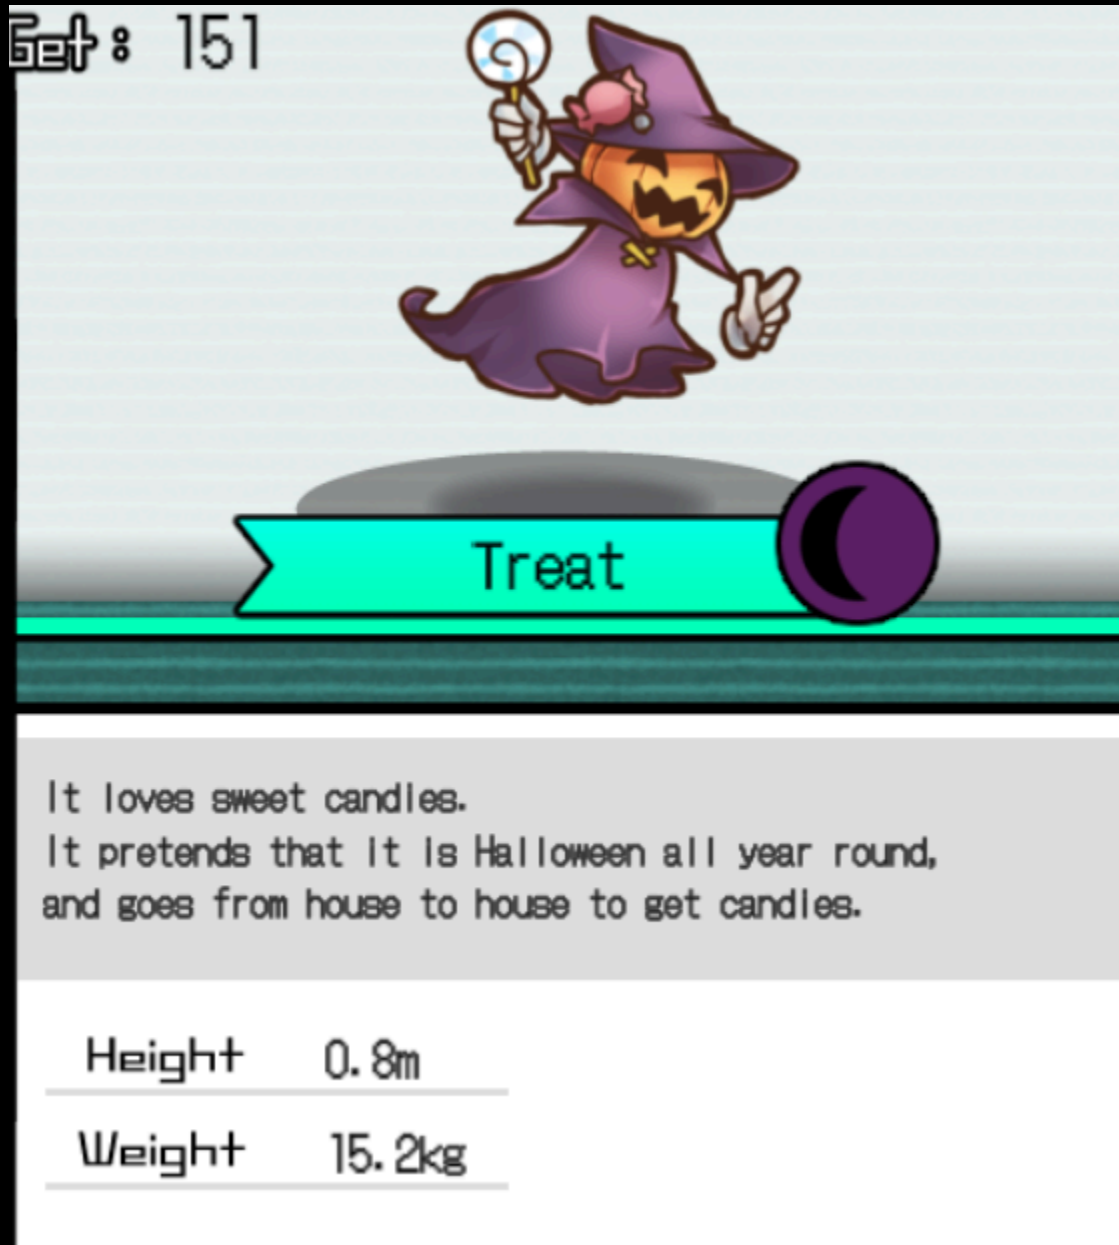 Get: 151
Treat
It loves sweet candies.
It pretends that it is Halloween all year round,
and goes from house to house to get candies.
Height 0.8m
Weight 15.2kg